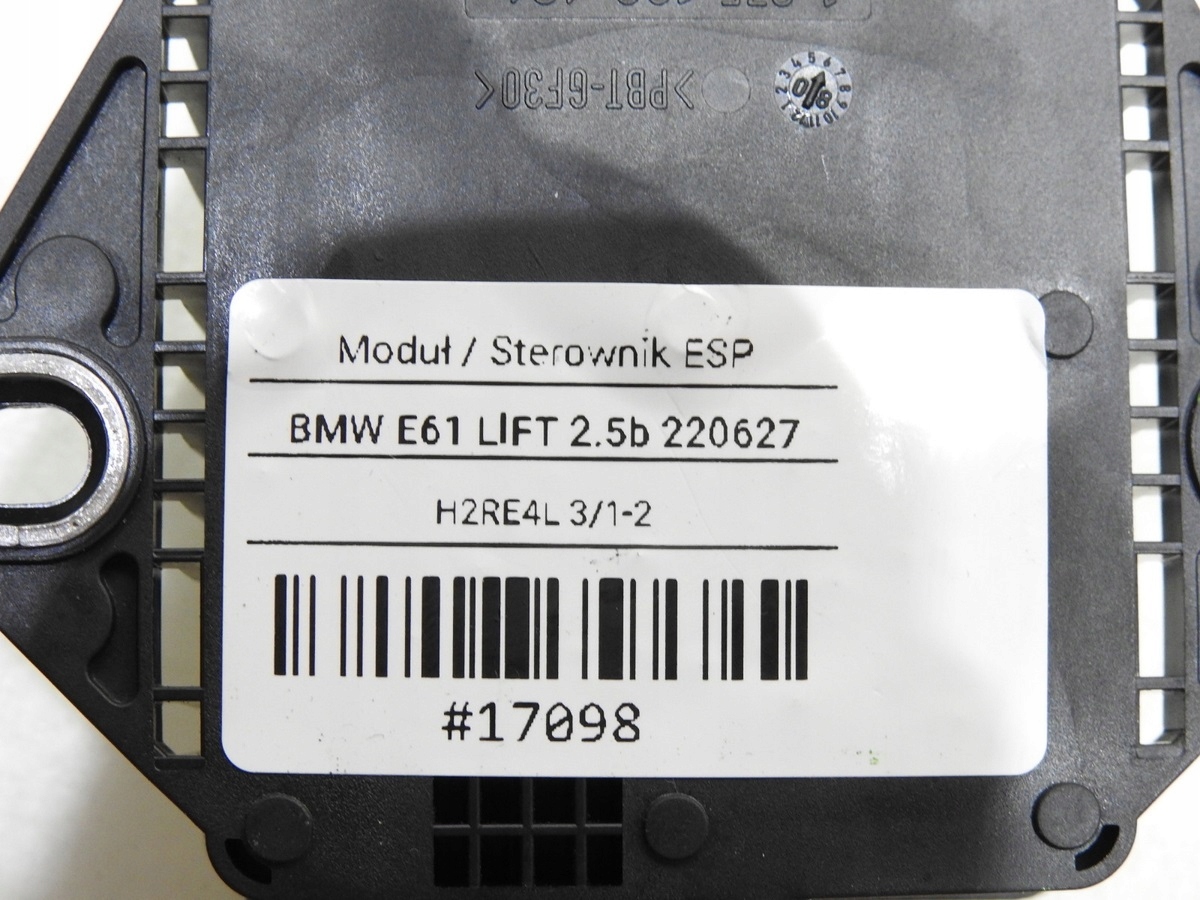 >PBT-GF30<
Moduł / Sterownik ESP
BMW E61 LIFT 2.5b 220627
H2RE4L 3/1-2
#17098